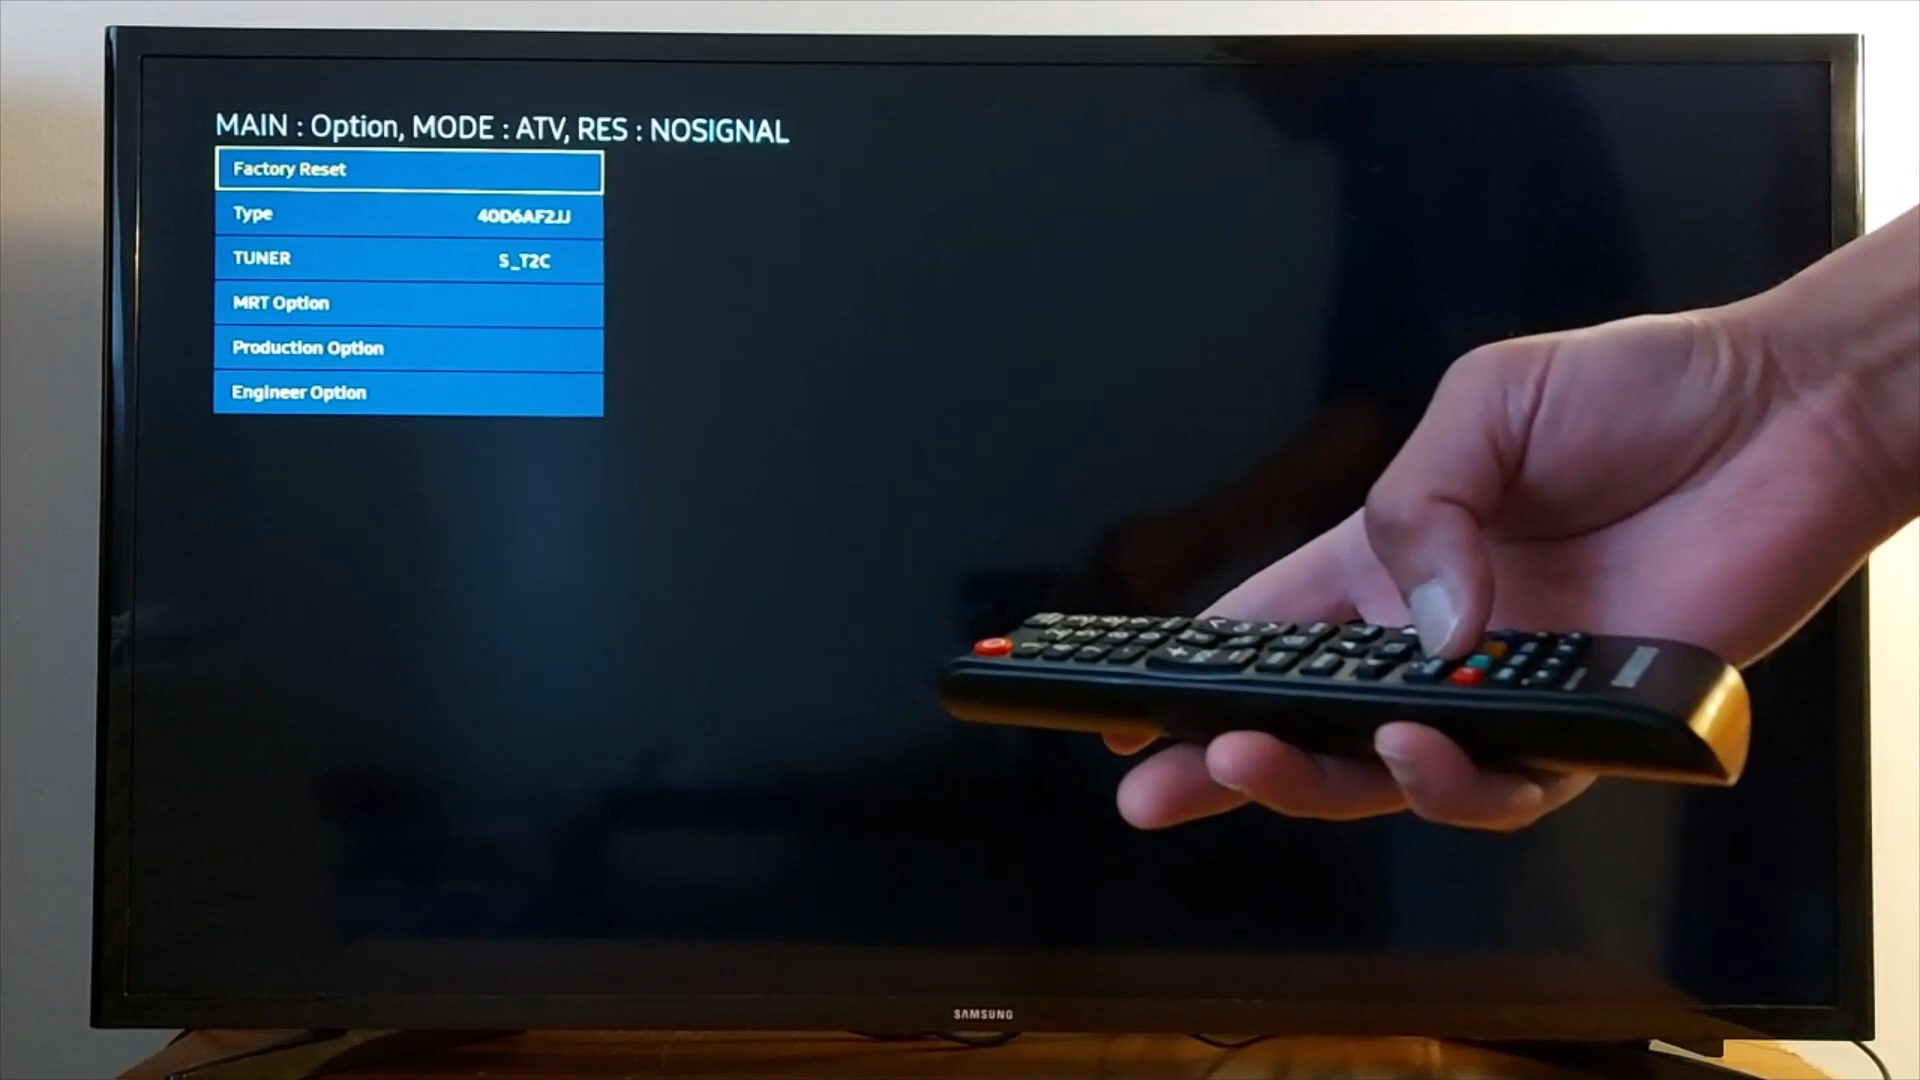 MAIN : Option, MODE : ATV, RES : NOSIGNAL
Factory Reset
Type 40D6AF2JJ
TUNER S_T2C
MRT Option
Production Option
Engineer Option
SAMSUNG
SAMSUNG